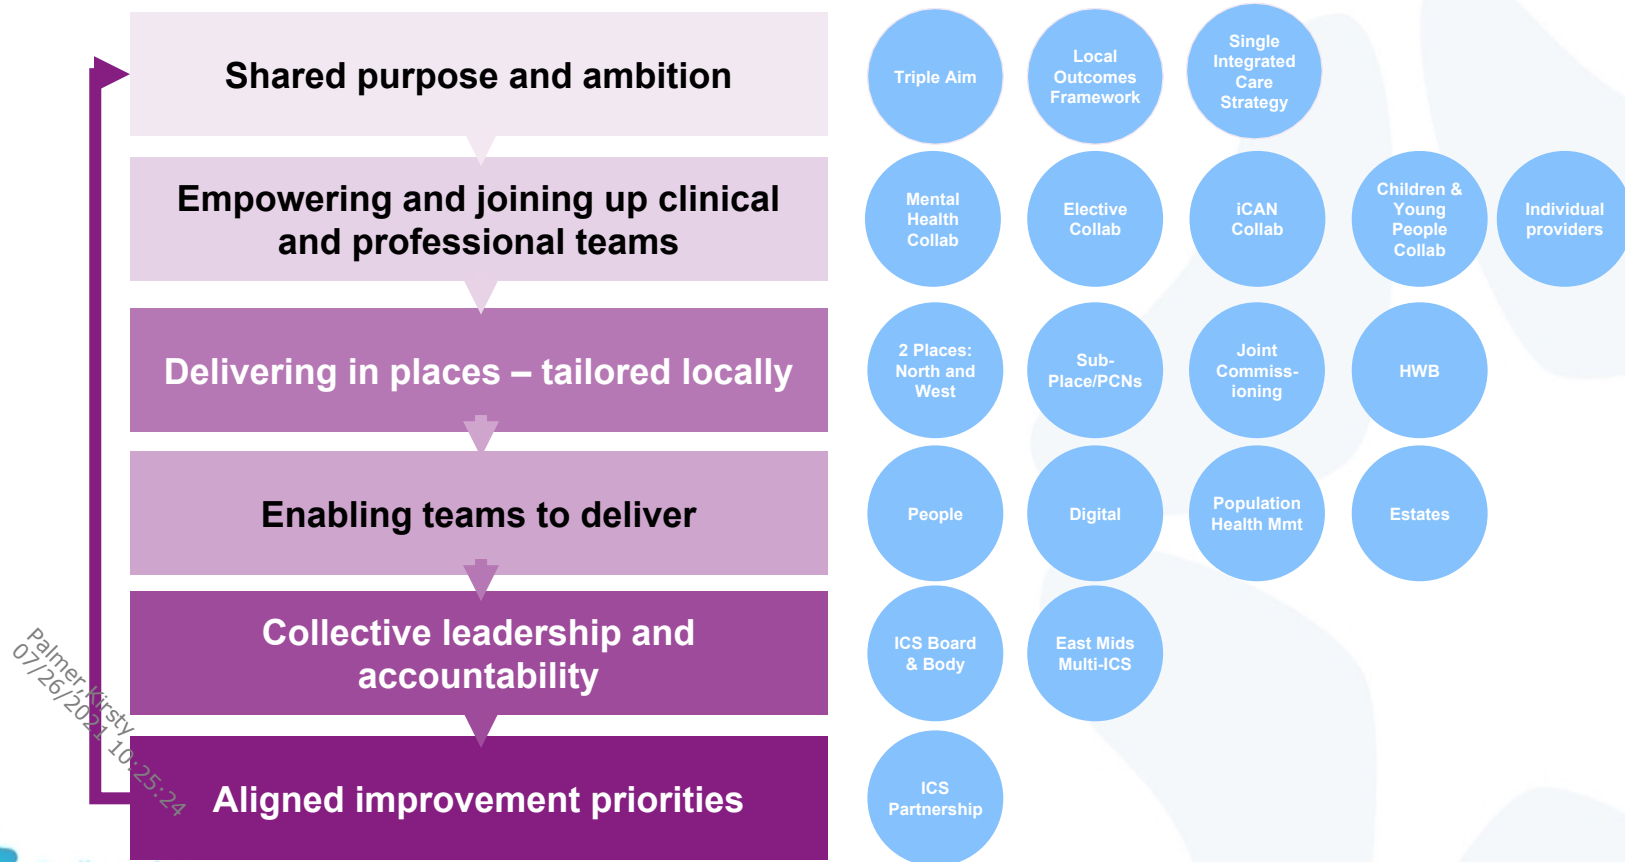 Shared purpose and ambition
Triple Aim
Local
Outcomes
Framework
Single
Integrated
Care
Strategy
Empowering and joining up clinical
and professional teams
Mental
Health
Collab
Elective
Collab
iCAN
Collab
Children &
Young
People
Collab
Individual
providers
Delivering in places – tailored locally
2 Places:
North and
West
Sub-
Place/PCNs
Joint
Commiss-
ioning
HWB
Enabling teams to deliver
People
Digital
Population
Health Mmt
Estates
Collective leadership and
accountability
ICS Board
& Body
East Mids
Multi-ICS
Aligned improvement priorities
ICS
Partnership
Palmer,Kirsty
07/26/2021 10:25:24